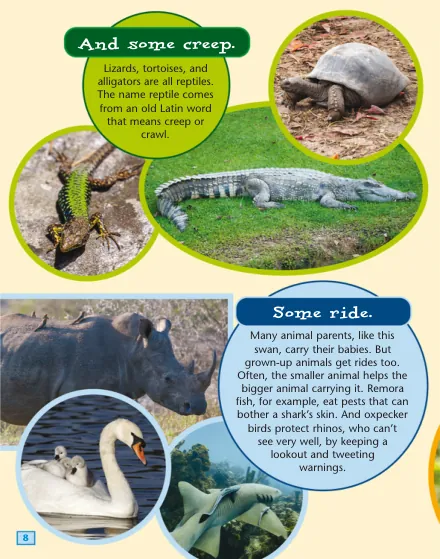 And some creep.
Lizards, tortoises, and
alligators are all reptiles.
The name reptile comes
from an old Latin word
that means creep or
crawl.
Some ride.
Many animal parents, like this
swan, carry their babies. But
grown-up animals get rides too.
Often, the smaller animal helps the
bigger animal carrying it. Remora
fish, for example, eat pests that can
bother a shark's skin. And oxpecker
birds protect rhinos, who can't
see very well, by keeping a
lookout and tweeting
warnings.
8